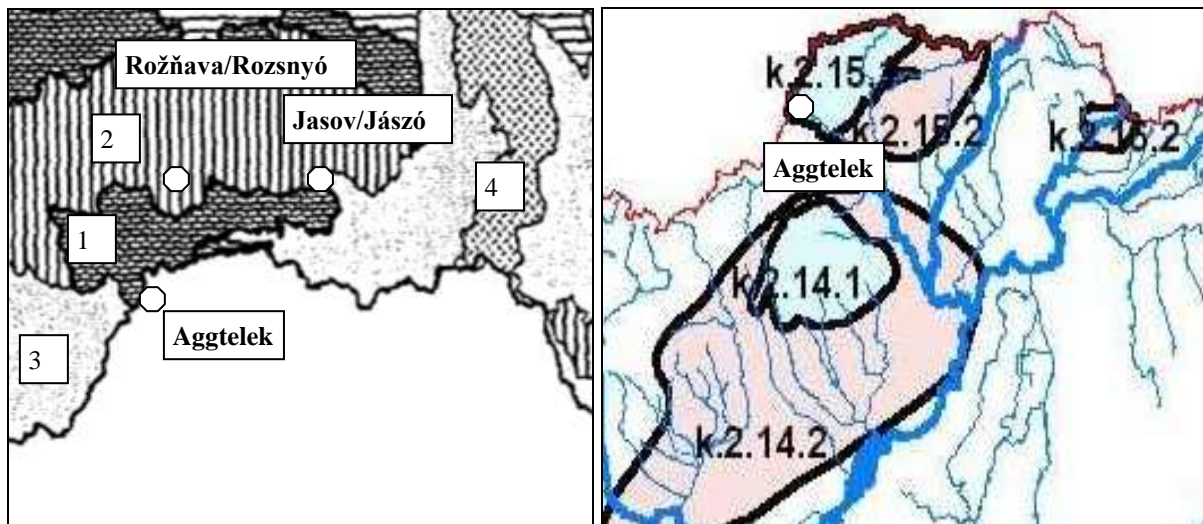 Rožňava/Rozsnyó
Jasov/Jászó
2
4
1
Aggtelek
3
k.2.15.1
k.2.15.2
k.2.15.2
Aggtelek
k.2.14.1
k.2.14.2